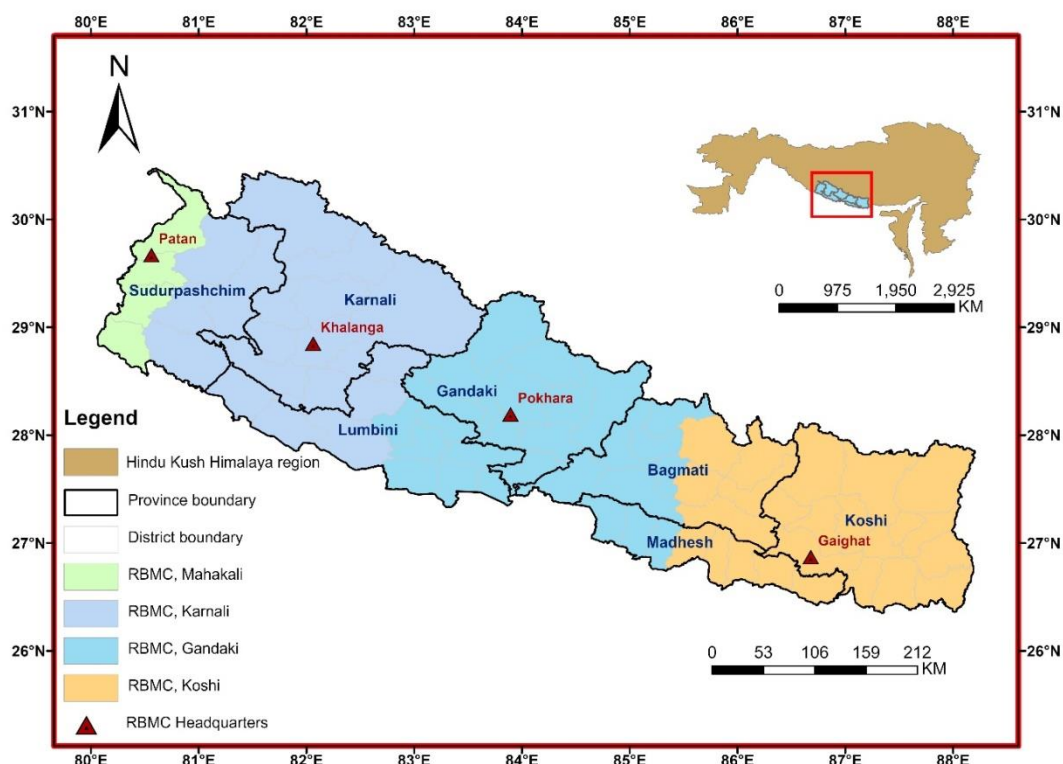 80°E 81°E 82°E 83°E 84°E 85°E 86°E 87°E 88°E
N
31°N 31°N
30°N 30°N
Patan
Sudurpashchim
Karnali
0 975 1,950 2,925
KM
29°N 29°N
Khalanga
Gandaki
Pokhara
Legend
Lumbini
28°N 28°N
Hindu Kush Himalaya region
Bagmati
Province boundary
Koshi
District boundary
Madhesh
Gaighat
27°N 27°N
RBMC, Mahakali
RBMC, Karnali
RBMC, Gandaki
0 53 106 159 212
KM
26°N 26°N
RBMC, Koshi
RBMC Headquarters
80°E 81°E 82°E 83°E 84°E 85°E 86°E 87°E 88°E